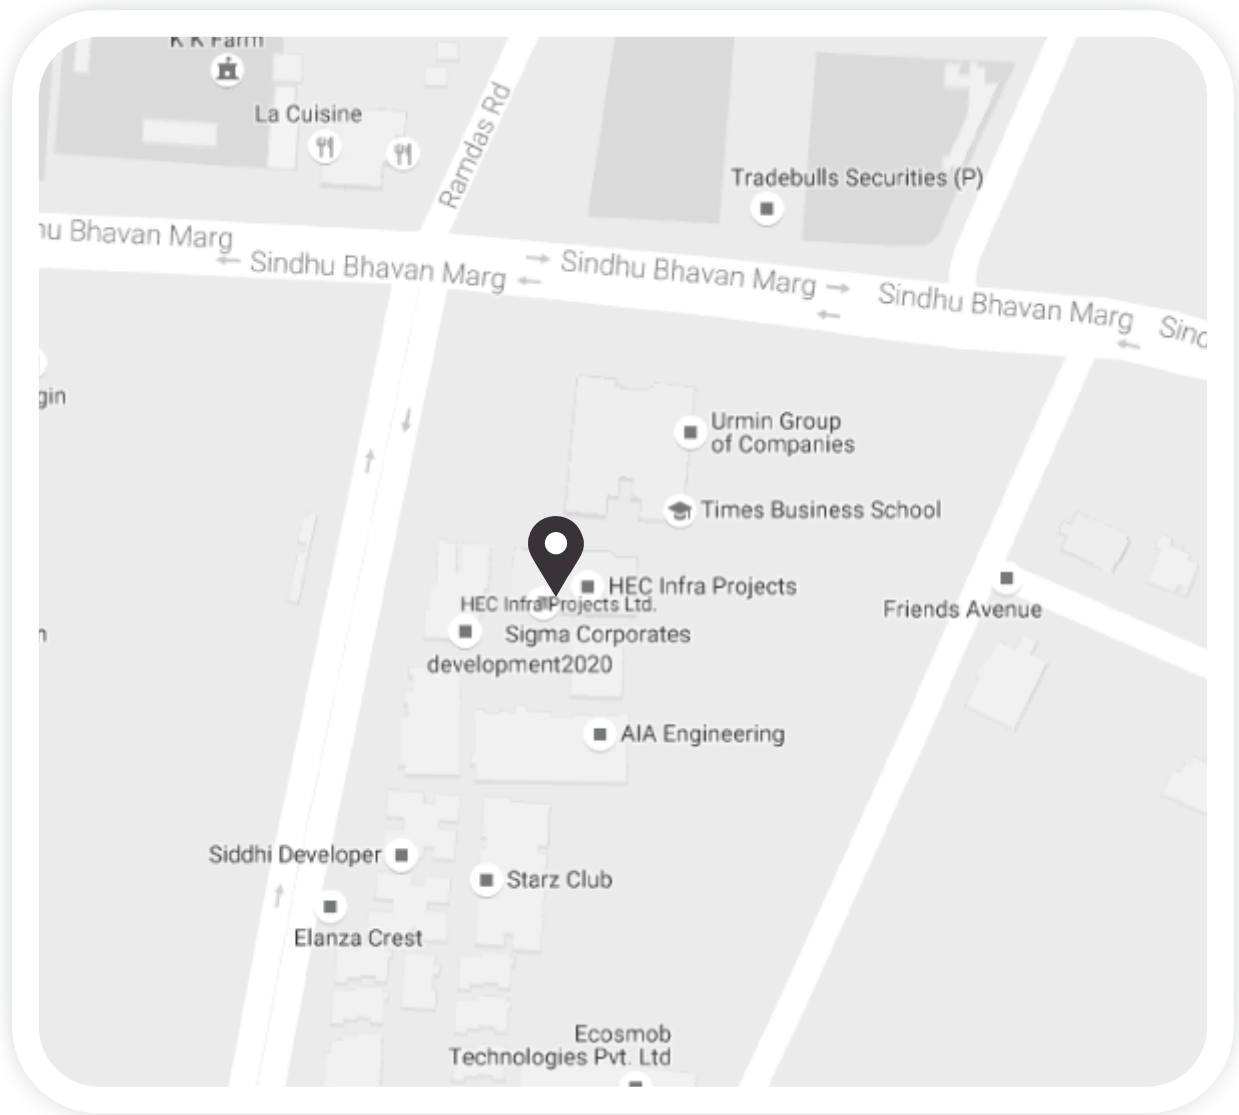 K K Farm
La Cuisine
Ramdas Rd
Tradebulls Securities (P)
Bhavan Marg
Sindhu Bhavan Marg
Sindhu Bhavan Marg
Sindhu Bhavan Marg
gin
Urmin Group
of Companies
Times Business School
HEC Infra Projects
HEC Infra Projects Ltd.
Friends Avenue
Sigma Corporates
development2020
AIA Engineering
Siddhi Developer
Starz Club
Elanza Crest
Ecosmob
Technologies Pvt. Ltd